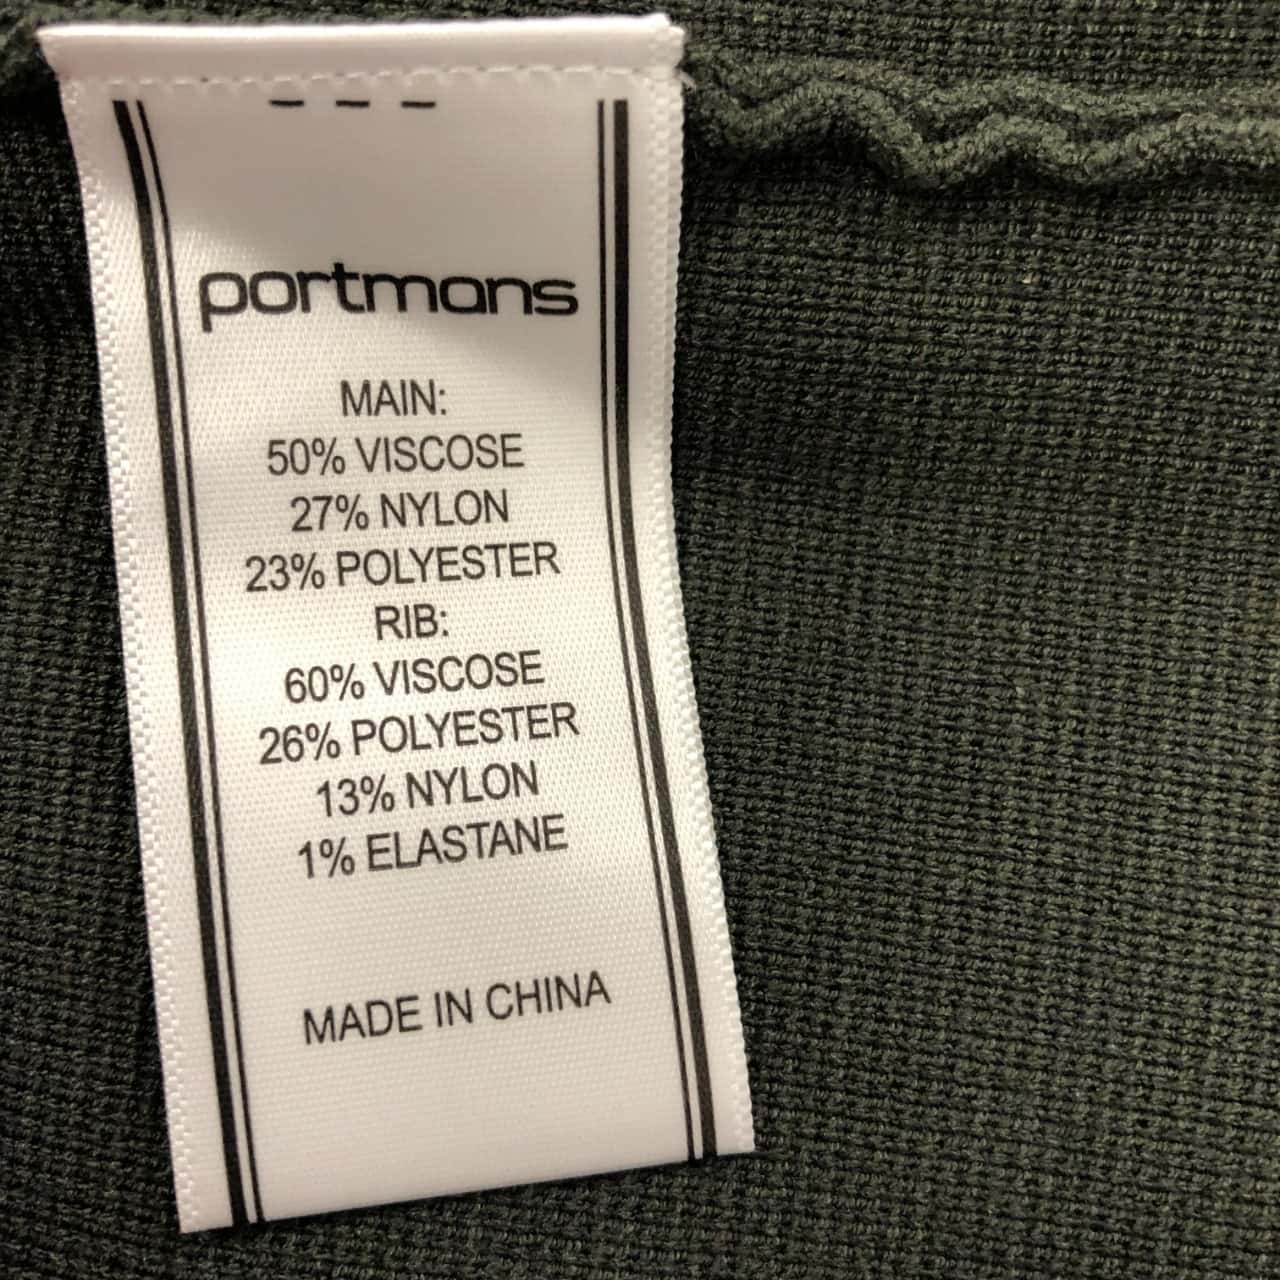 portmans
MAIN:
50% VISCOSE
27% NYLON
23% POLYESTER
RIB:
60% VISCOSE
26% POLYESTER
13% NYLON
1% ELASTANE
MADE IN CHINA